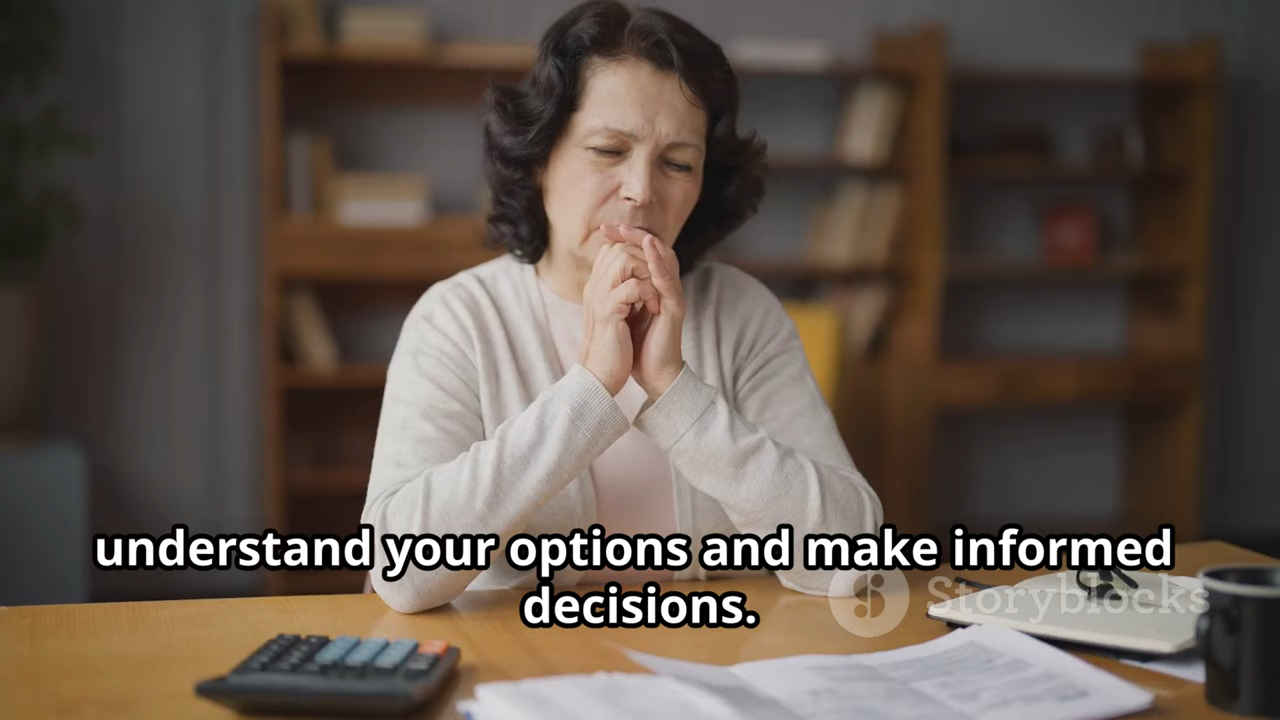 understand your options and make informed
decisions.
Storyblocks